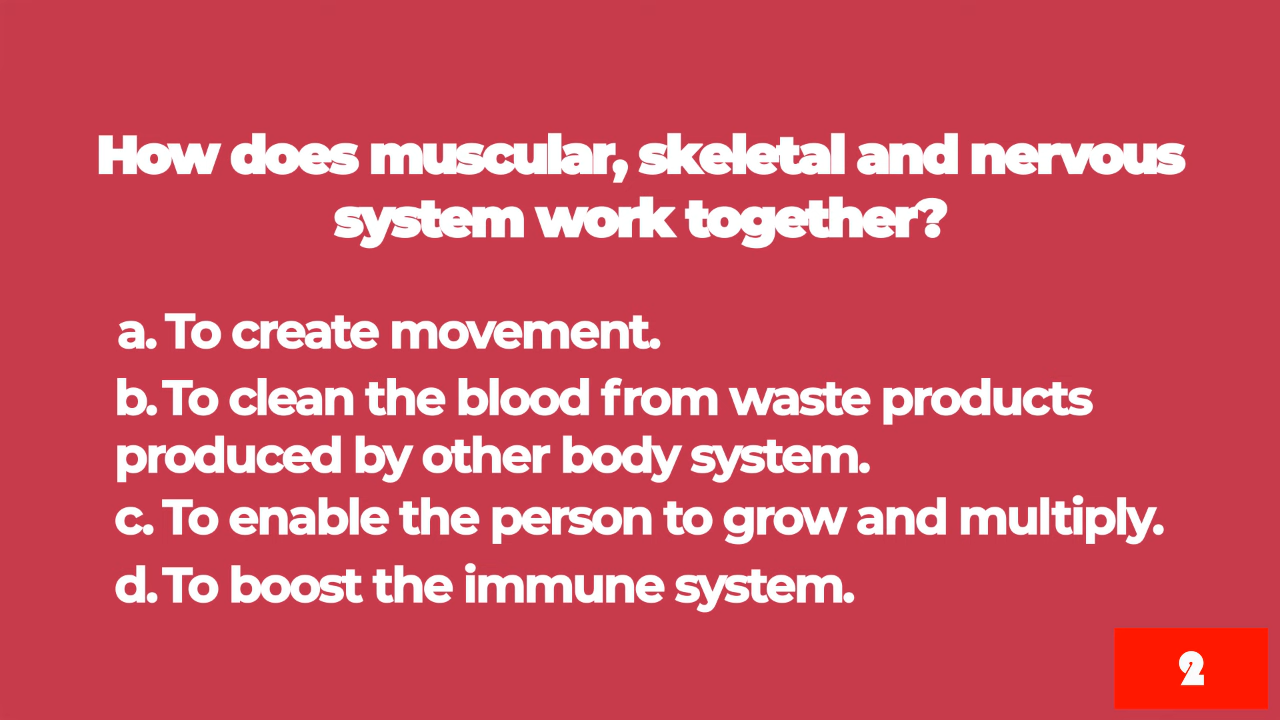 How does muscular, skeletal and nervous
system work together?
a. To create movement.
b. To clean the blood from waste products
produced by other body system.
c. To enable the person to grow and multiply.
d. To boost the immune system.
2